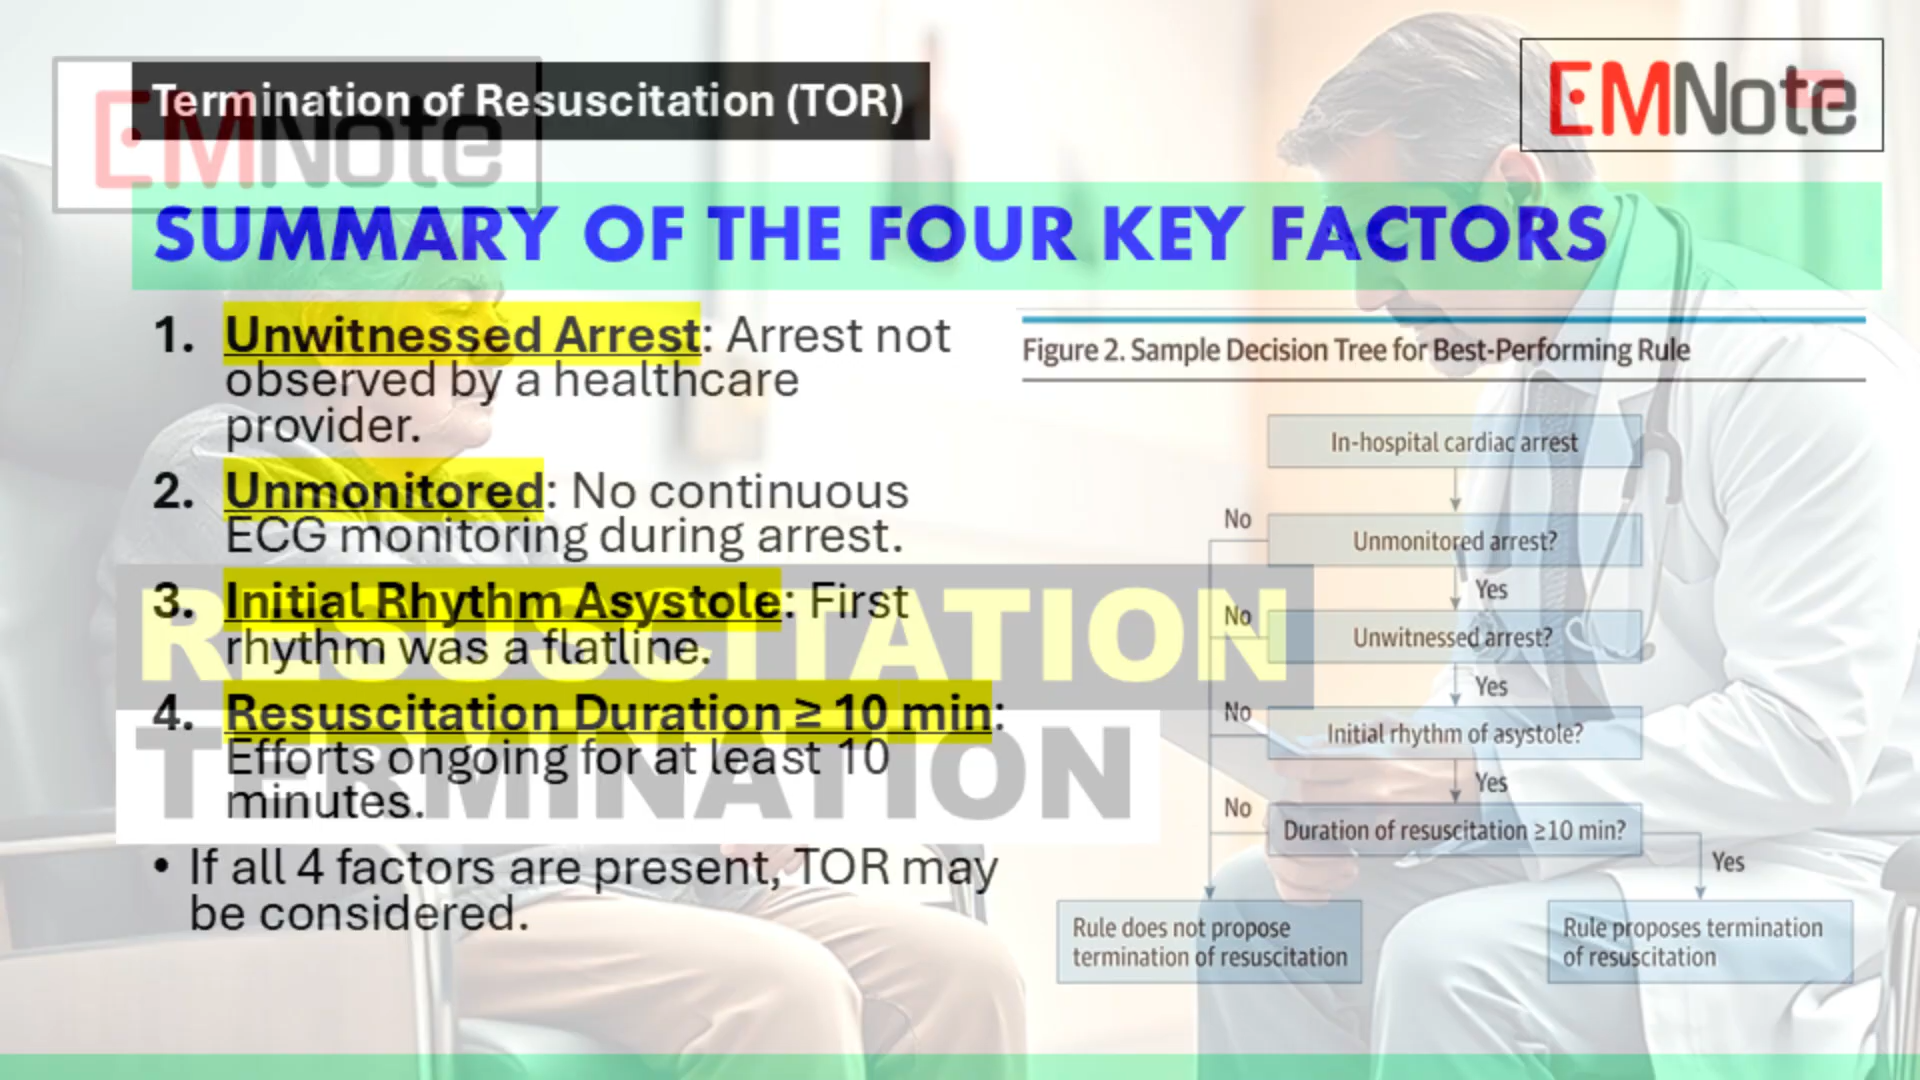 Termination of Resuscitation (TOR)
EMNote
EMNote
SUMMARY OF THE FOUR KEY FACTORS
1. Unwitnessed Arrest: Arrest not
observed by a healthcare
provider.
2. Unmonitored: No continuous
ECG monitoring during arrest.
3. Initial Rhythm Asystole: First
rhythm was a flatline.
4. Resuscitation Duration ≥ 10 min:
Efforts ongoing for at least 10
minutes.
• If all 4 factors are present, TOR may
be considered.
RESUSCITATION
TERMINATION
Figure 2. Sample Decision Tree for Best-Performing Rule
In-hospital cardiac arrest
No
Unmonitored arrest?
Yes
No
Unwitnessed arrest?
Yes
No
Initial rhythm of asystole?
Yes
No
Duration of resuscitation ≥10 min?
Yes
Rule does not propose
termination of resuscitation
Rule proposes termination
of resuscitation